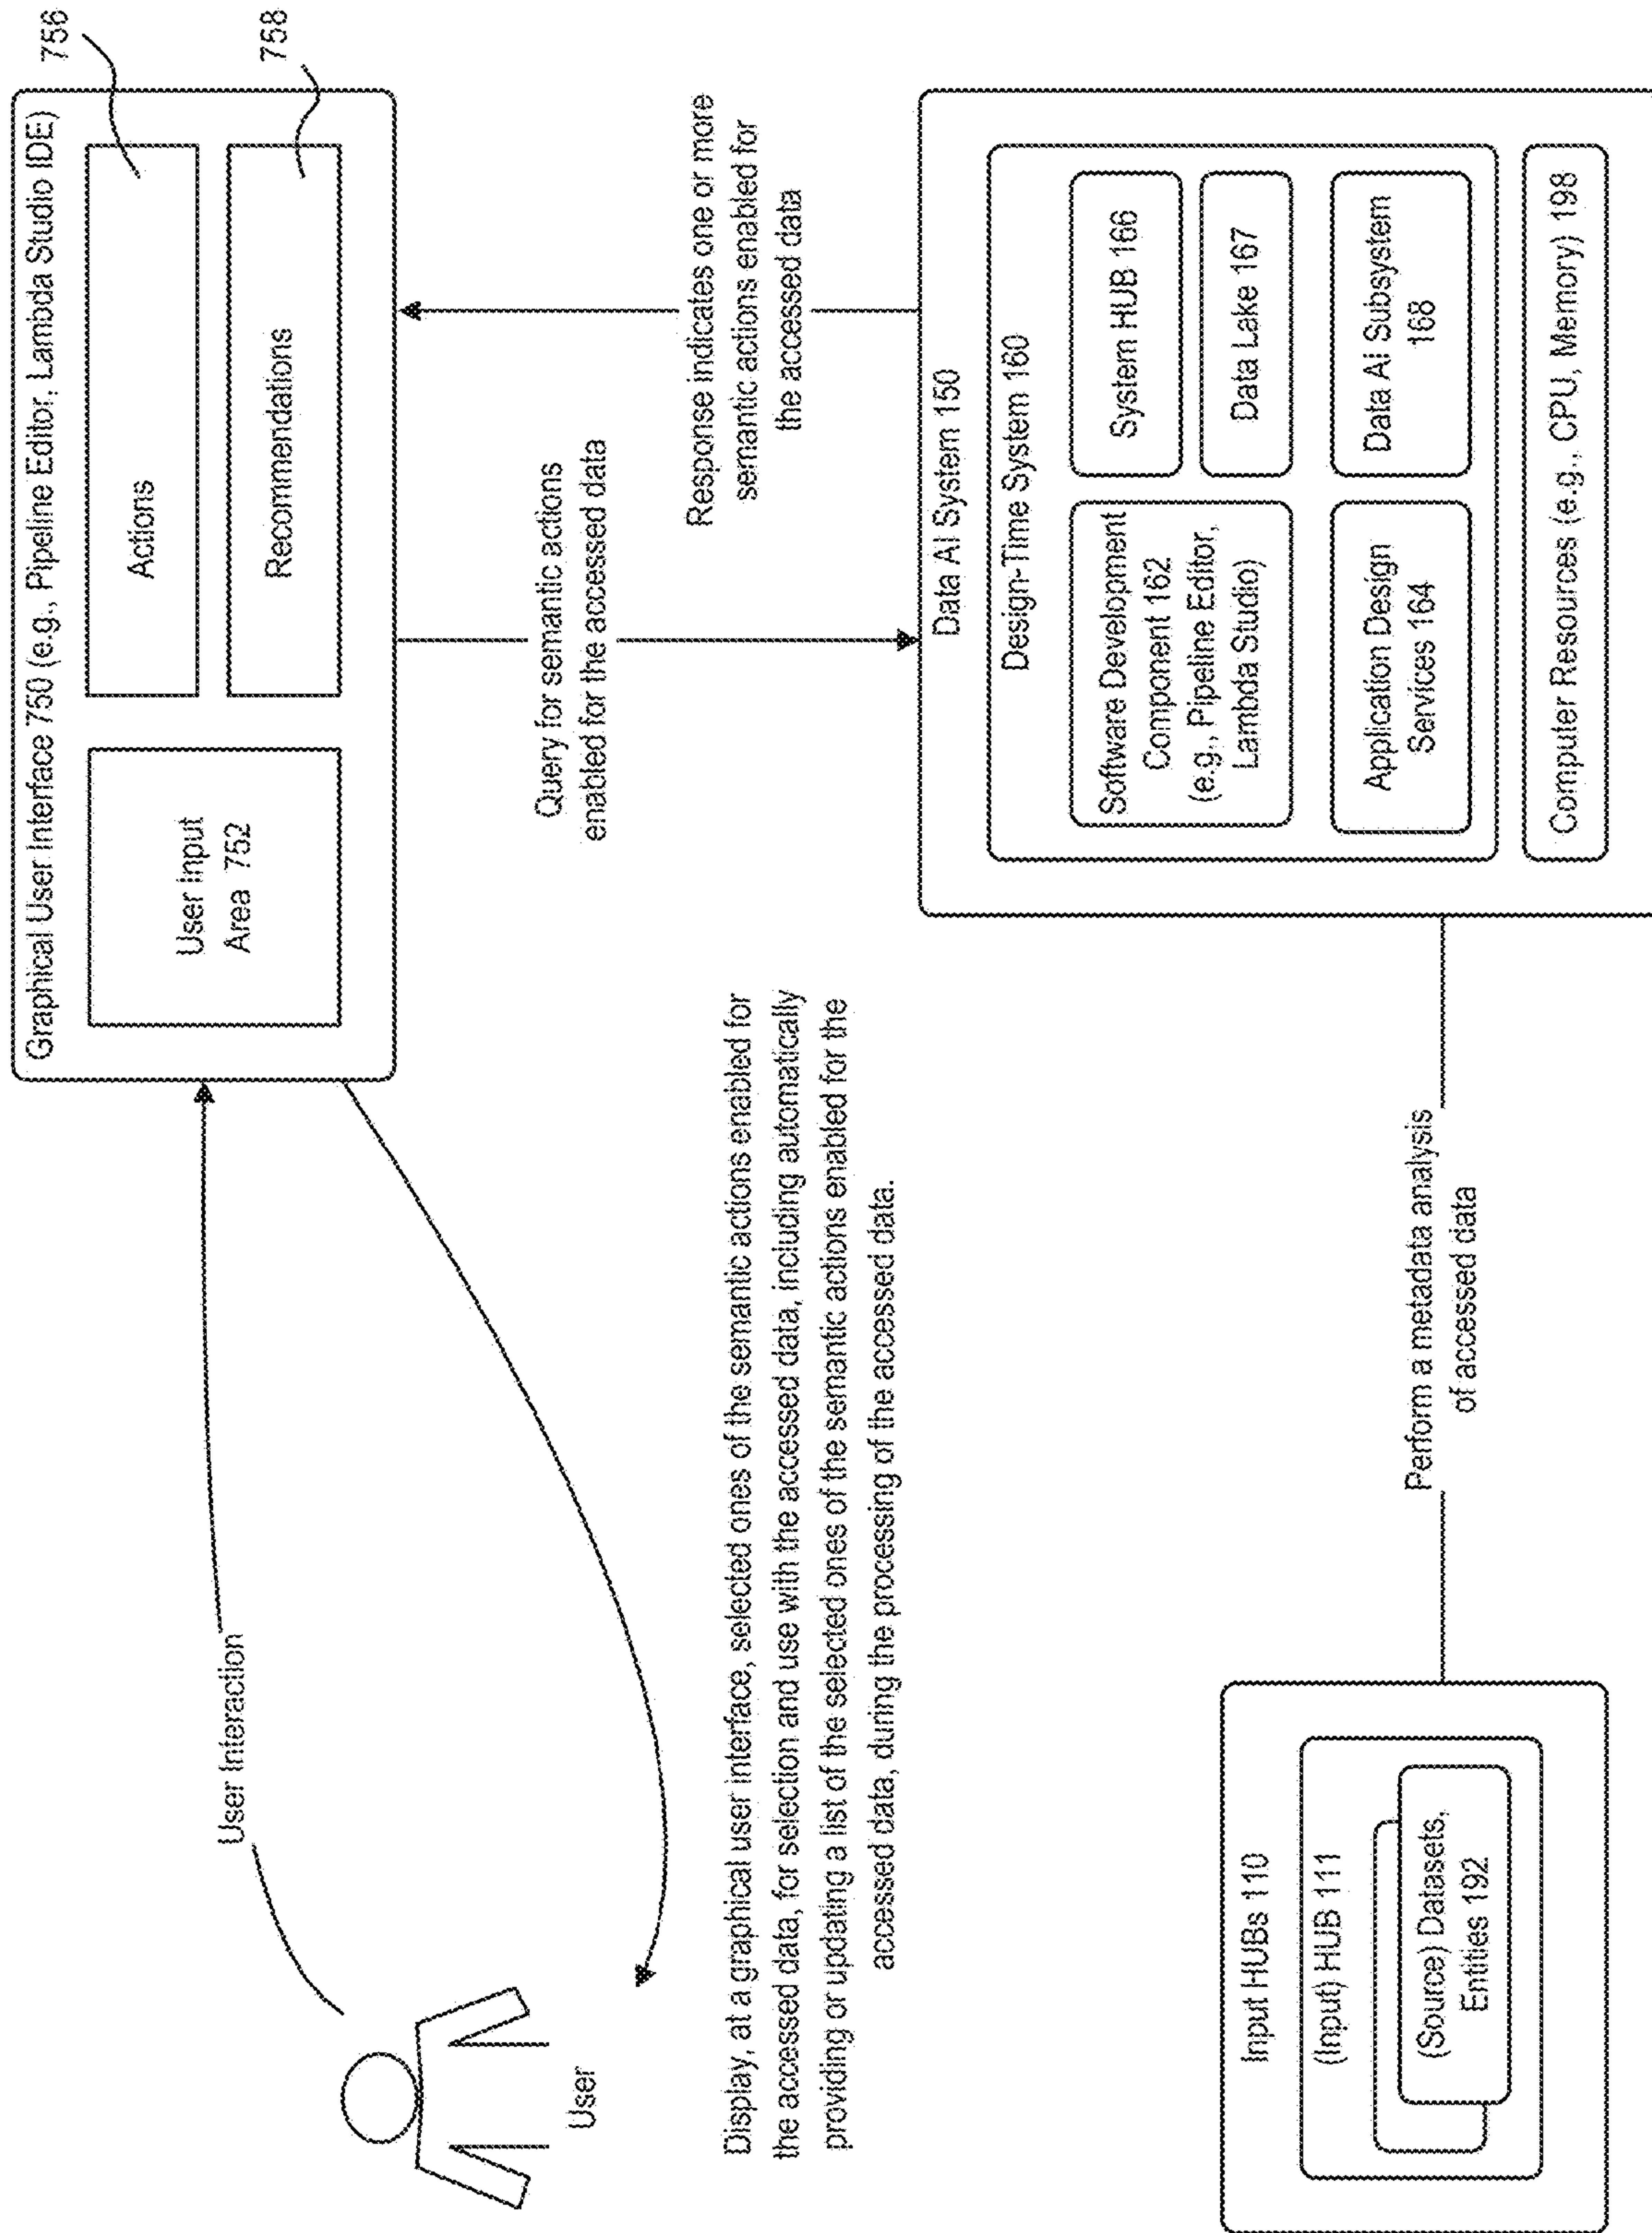 Graphical User Interface 750 (e.g., Pipeline Editor, Lambda Studio IDE)
User Input
Area 752
Actions
Recommendations
756
758
User Interaction
User
Query for semantic actions
enabled for the accessed data
Response indicates one or more
semantic actions enabled for
the accessed data
Display, at a graphical user interface, selected ones of the semantic actions enabled for
the accessed data, for selection and use with the accessed data, including automatically
providing or updating a list of the selected ones of the semantic actions enabled for the
accessed data, during the processing of the accessed data.
Data AI System 150
Design-Time System 160
Software Development
Component 162
(e.g., Pipeline Editor,
Lambda Studio)
System HUB 166
Data Lake 167
Application Design
Services 164
Data AI Subsystem
168
Computer Resources (e.g., CPU, Memory) 198
Perform a metadata analysis
of accessed data
Input HUBs 110
(Input) HUB 111
(Source) Datasets,
Entities 192